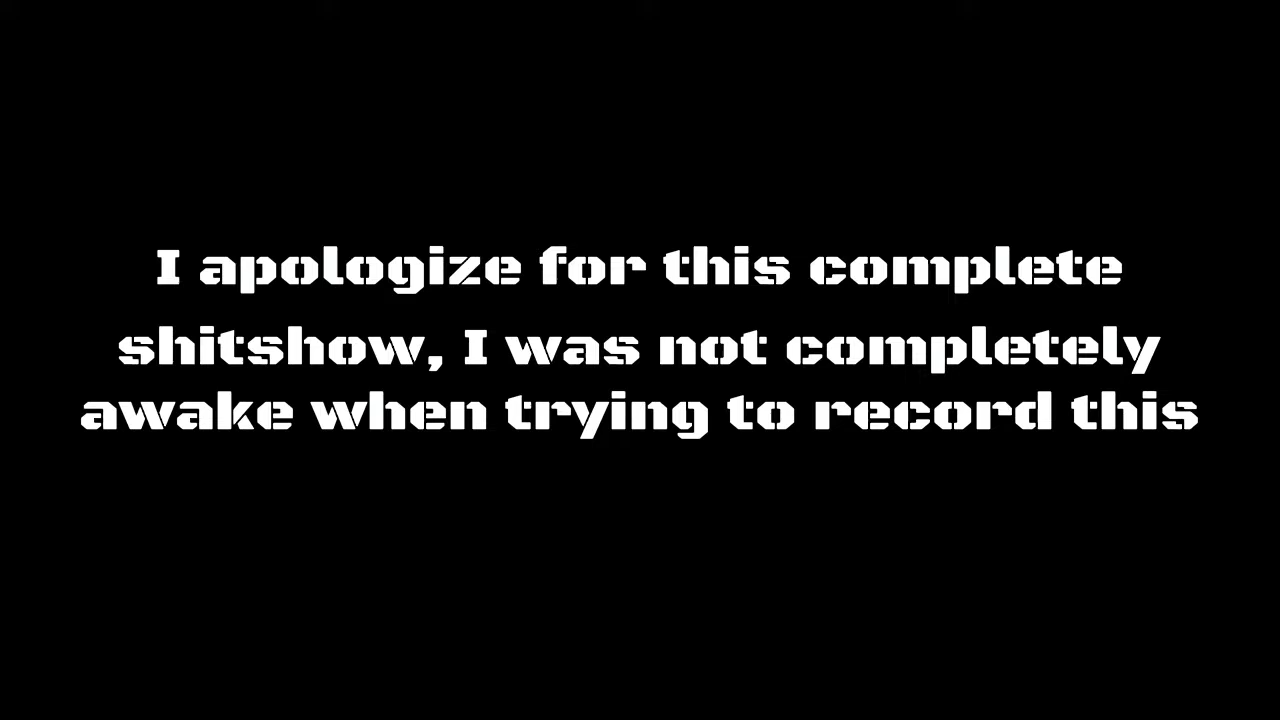 I apologize for this complete
shitshow, I was not completely
awake when trying to record this